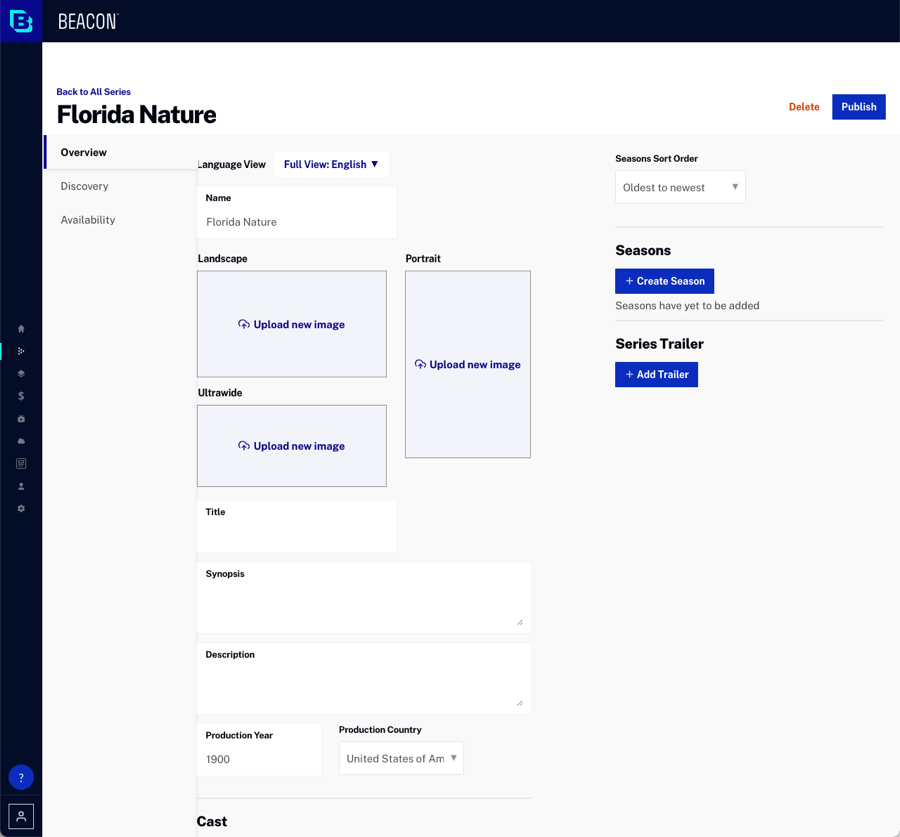 BEACON™
Back to All Series
Florida Nature
Delete
Publish
Overview
Discovery
Availability
Language View
Full View: English ▼
Name
Florida Nature
Landscape
Upload new image
Portrait
Upload new image
Ultrawide
Upload new image
Title
Synopsis
Description
Production Year
1900
Production Country
United States of Am
Cast
Seasons Sort Order
Oldest to newest
Seasons
+ Create Season
Seasons have yet to be added
Series Trailer
+ Add Trailer
?